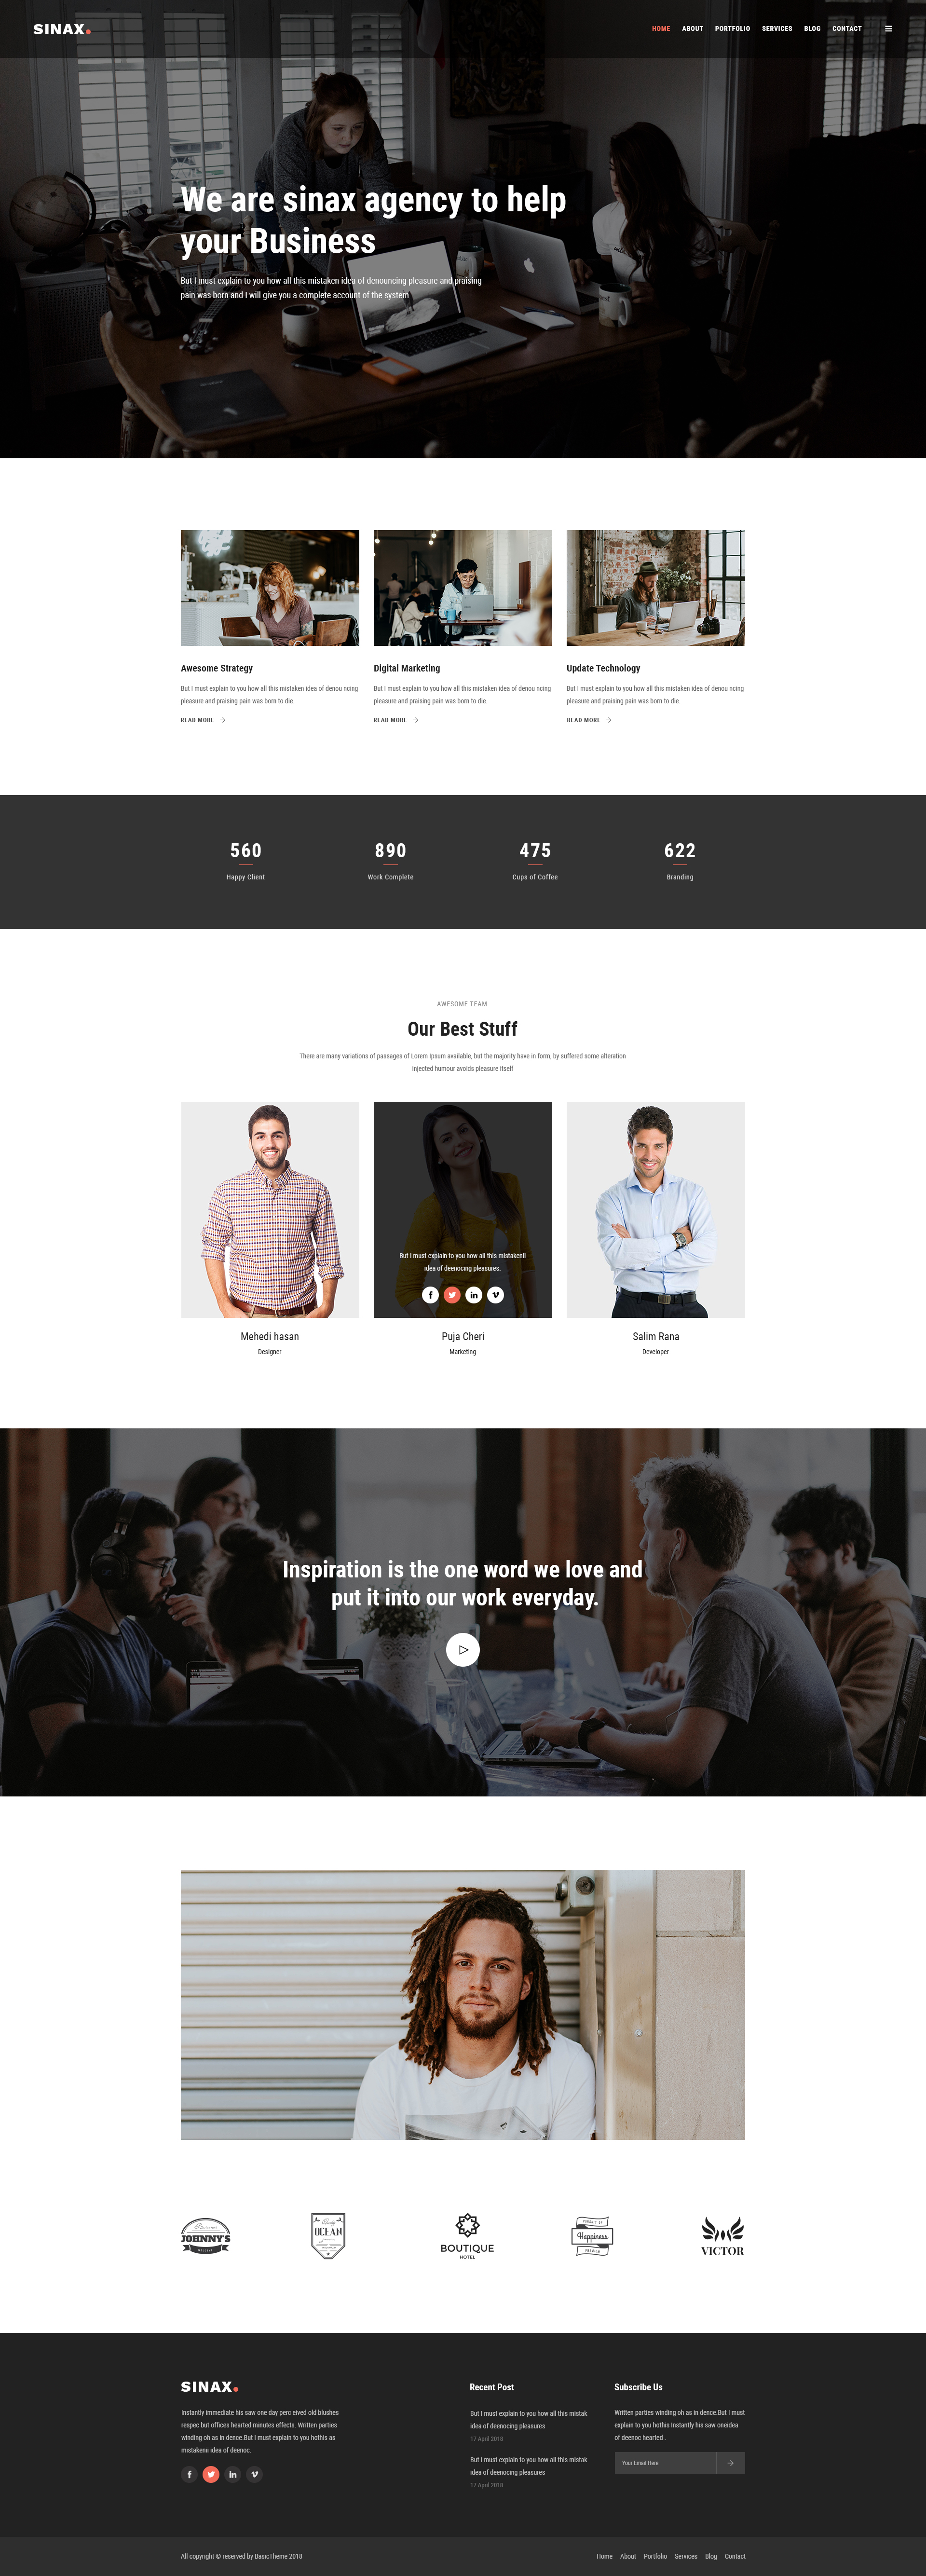 SINAX.
HOME ABOUT PORTFOLIO SERVICES BLOG CONTACT
We are sinax agency to help
your Business
But I must explain to you how all this mistaken idea of denouncing pleasure and praising
pain was born and I will give you a complete account of the system
Awesome Strategy
But I must explain to you how all this mistaken idea of denou ncing
pleasure and praising pain was born to die.
READ MORE
Digital Marketing
But I must explain to you how all this mistaken idea of denou ncing
pleasure and praising pain was born to die.
READ MORE
Update Technology
But I must explain to you how all this mistaken idea of denou ncing
pleasure and praising pain was born to die.
READ MORE
560
Happy Client
890
Work Complete
475
Cups of Coffee
622
Branding
AWESOME TEAM
Our Best Stuff
There are many variations of passages of Lorem Ipsum available, but the majority have in form, by suffered some alteration
injected humour avoids pleasure itself
But I must explain to you how all this mistakenii
idea of deenocing pleasures.
Mehedi hasan
Designer
Puja Cheri
Marketing
Salim Rana
Developer
Inspiration is the one word we love and
put it into our work everyday.
JOHNNY'S
OCEAN
BOUTIQUE
HOTEL
Happiness
PREMIUM
VICTOR
SINAX.
Instantly immediate his saw one day perc eived old blushes
respec but offices hearted minutes effects. Written parties
winding oh as in dence.But I must explain to you hothis as
mistakenii idea of deenoc.
Recent Post
But I must explain to you how all this mistak
idea of deenocing pleasures
17 April 2018
But I must explain to you how all this mistak
idea of deenocing pleasures
17 April 2018
Subscribe Us
Written parties winding oh as in dence.But I must
explain to you hothis Instantly his saw oneidea
of deenoc hearted .
Your Email Here
All copyright © reserved by BasicTheme 2018
Home About Portfolio Services Blog Contact